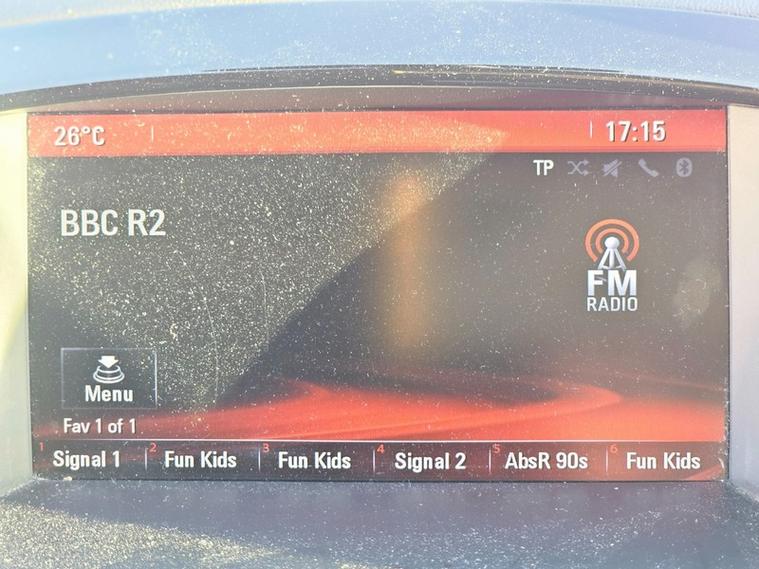 26°C 17:15
TP
BBC R2
FM
RADIO
Menu
Fav 1 of 1
1 Signal 1 2 Fun Kids 3 Fun Kids 4 Signal 2 5 AbsR 90s 6 Fun Kids